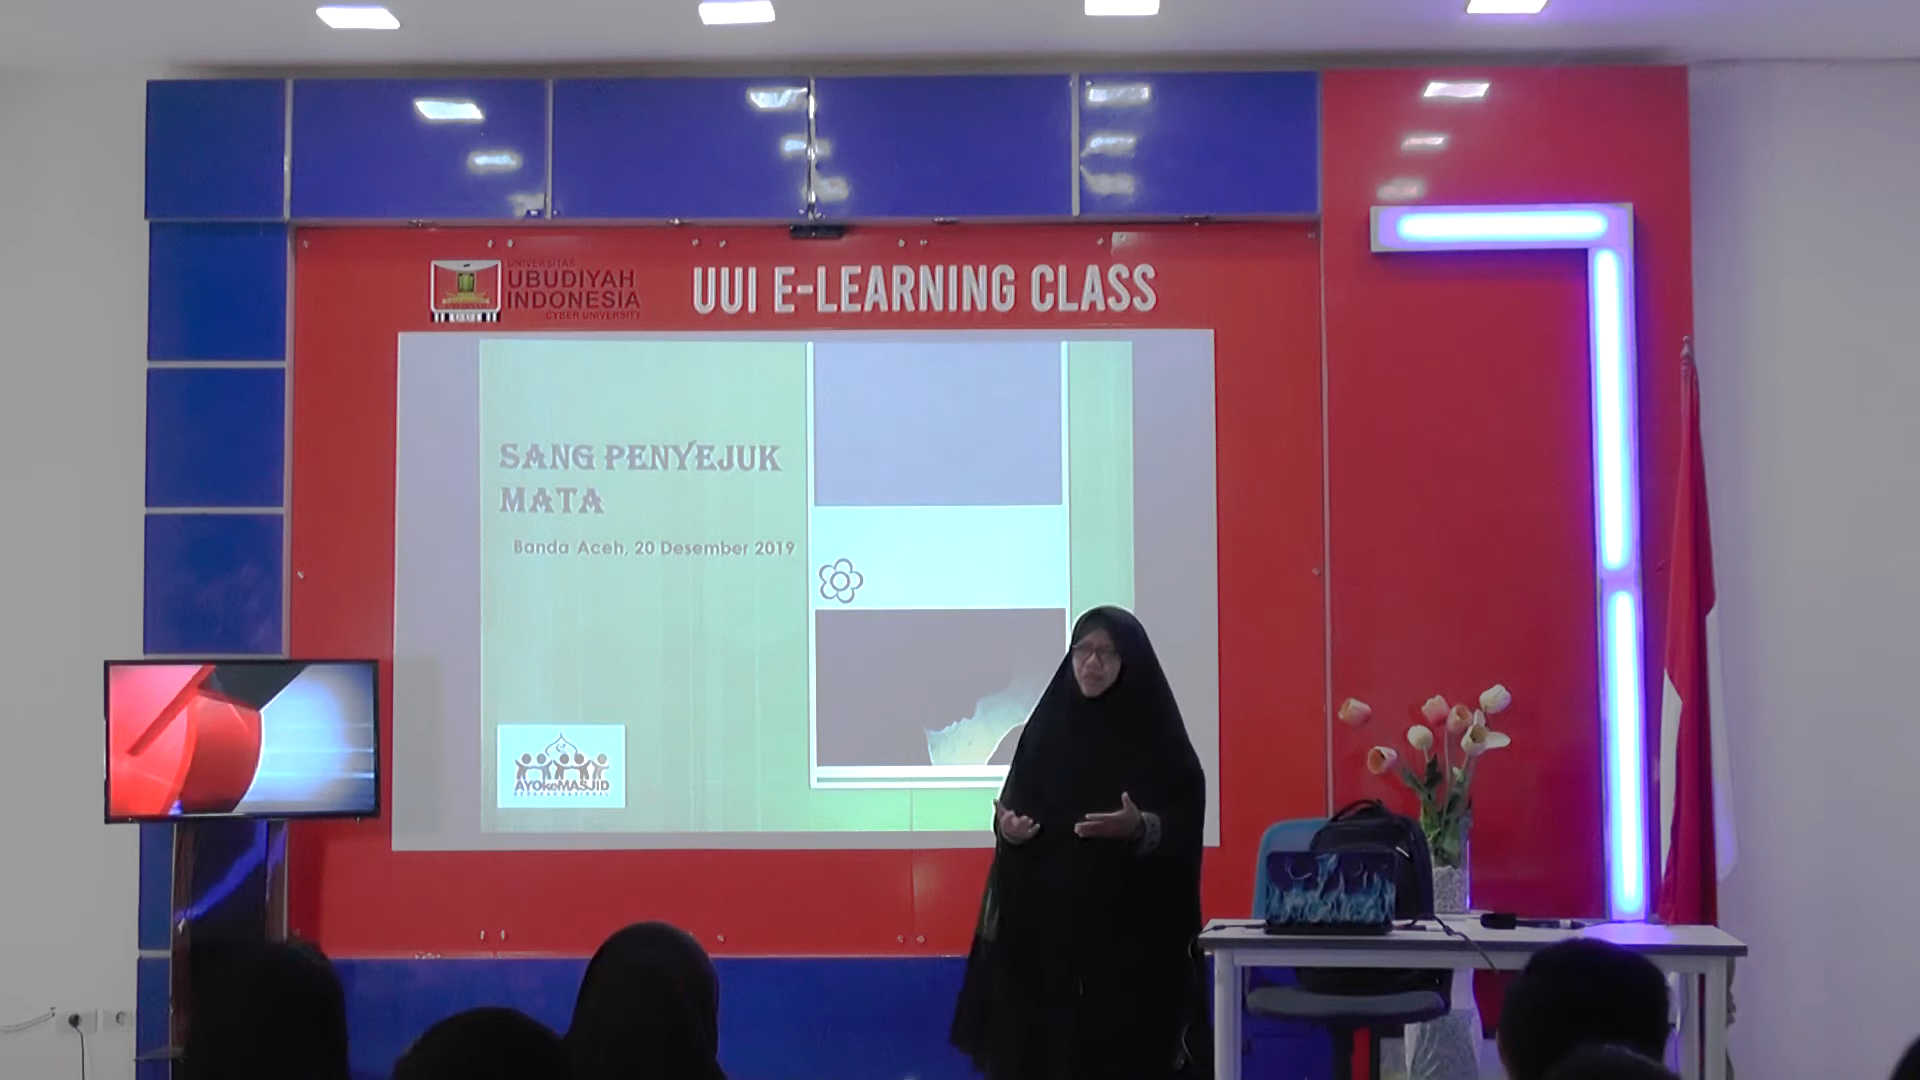 UNIVERSITAS
UBUDIYAH
INDONESIA
CYBER UNIVERSITY
UUI E-LEARNING CLASS
SANG PENYEJUK
MATA
Banda Aceh, 20 Desember 2019
AYOkeMASJID